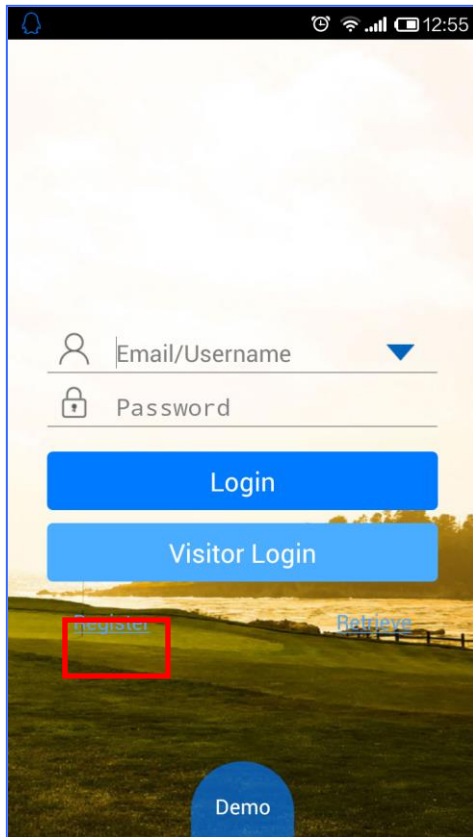 12:55
Email/Username
Password
Login
Visitor Login
Register Retrieve
Demo